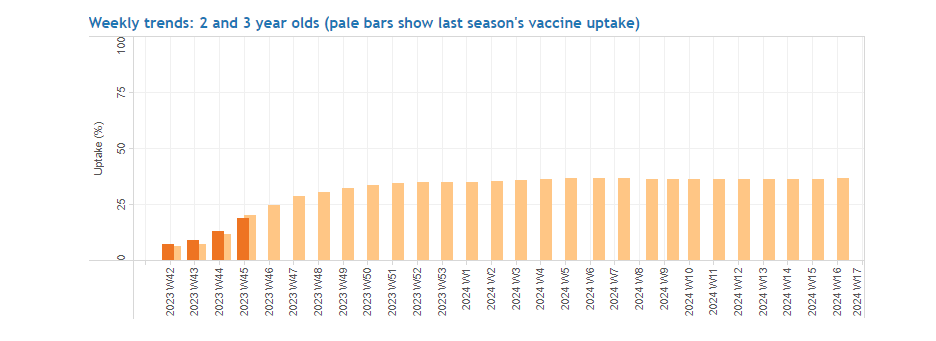 Weekly trends: 2 and 3 year olds (pale bars show last season's vaccine uptake)
100
75
50
25
0
Uptake (%)
2023 W42
2023 W43
2023 W44
2023 W45
2023 W46
2023 W47
2023 W48
2023 W49
2023 W50
2023 W51
2023 W52
2023 W53
2024 W1
2024 W2
2024 W3
2024 W4
2024 W5
2024 W6
2024 W7
2024 W8
2024 W9
2024 W10
2024 W11
2024 W12
2024 W13
2024 W14
2024 W15
2024 W16
2024 W17